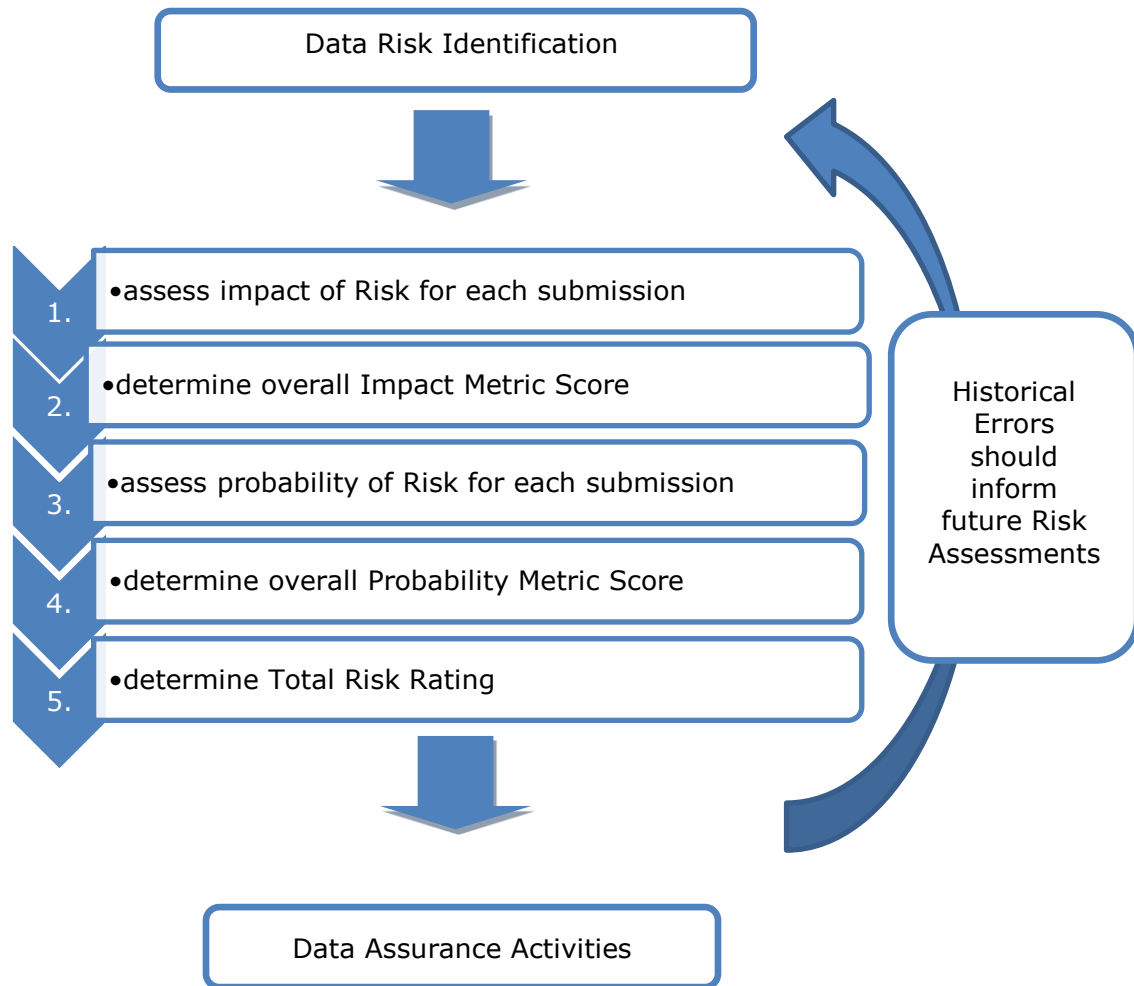 Data Risk Identification
1.
•assess impact of Risk for each submission
2.
•determine overall Impact Metric Score
3.
•assess probability of Risk for each submission
4.
•determine overall Probability Metric Score
5.
•determine Total Risk Rating
Historical
Errors
should
inform
future Risk
Assessments
Data Assurance Activities